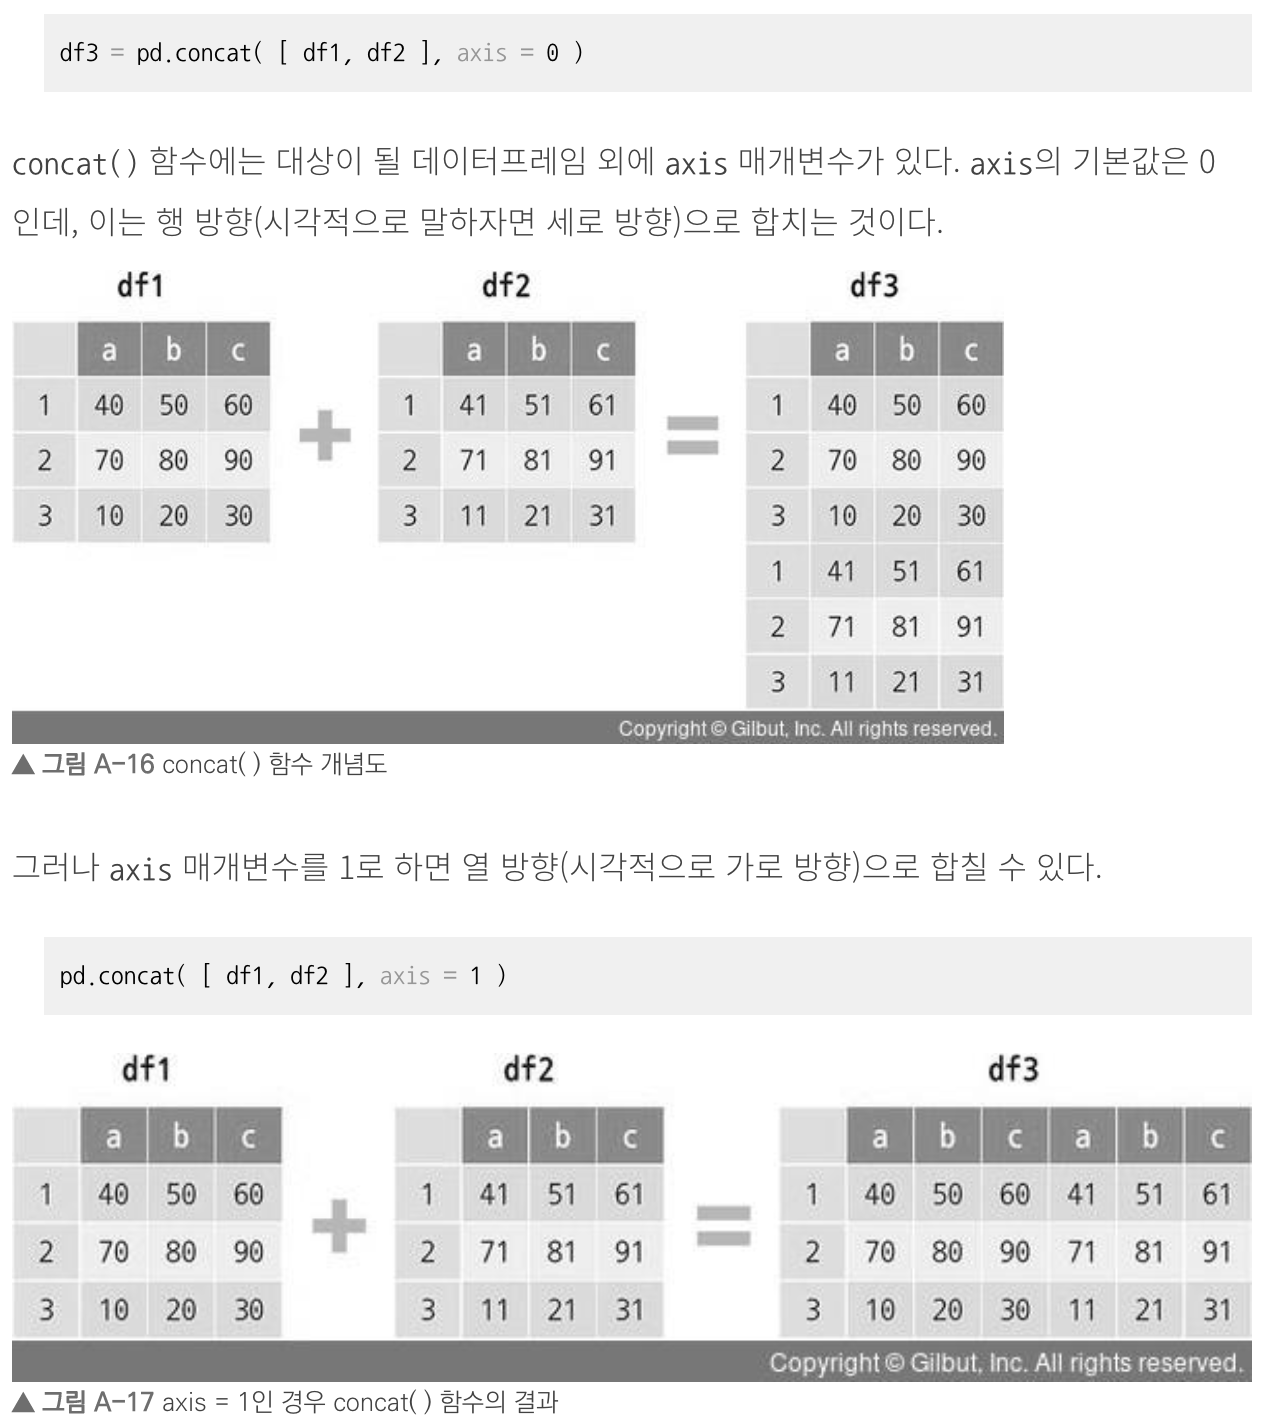 df3 = pd.concat( [ df1, df2 ], axis = 0 )
concat() 함수에는 대상이 될 데이터프레임 외에 axis 매개변수가 있다. axis의 기본값은 0
인데, 이는 행 방향(시각적으로 말하자면 세로 방향)으로 합치는 것이다.
df1 df2 df3
a b c a b c a b c
1 40 50 60 1 41 51 61 1 40 50 60
+ =
2 70 80 90 2 71 81 91 2 70 80 90
3 10 20 30 3 11 21 31 3 10 20 30
1 41 51 61
2 71 81 91
3 11 21 31
Copyright © Gilbut, Inc. All rights reserved.
▲ 그림 A-16 concat( ) 함수 개념도
그러나 axis 매개변수를 1로 하면 열 방향(시각적으로 가로 방향)으로 합칠 수 있다.
pd.concat( [ df1, df2 ], axis = 1 )
df1 df2 df3
a b c a b c a b c a b c
1 40 50 60 1 41 51 61 1 40 50 60 41 51 61
+ =
2 70 80 90 2 71 81 91 2 70 80 90 71 81 91
3 10 20 30 3 11 21 31 3 10 20 30 11 21 31
Copyright © Gilbut, Inc. All rights reserved.
▲ 그림 A-17 axis = 1인 경우 concat( ) 함수의 결과